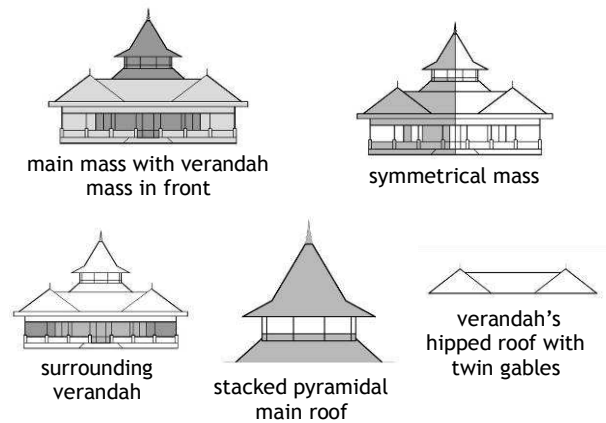 main mass with verandah
mass in front
symmetrical mass
surrounding
verandah
stacked pyramidal
main roof
verandah’s
hipped roof with
twin gables